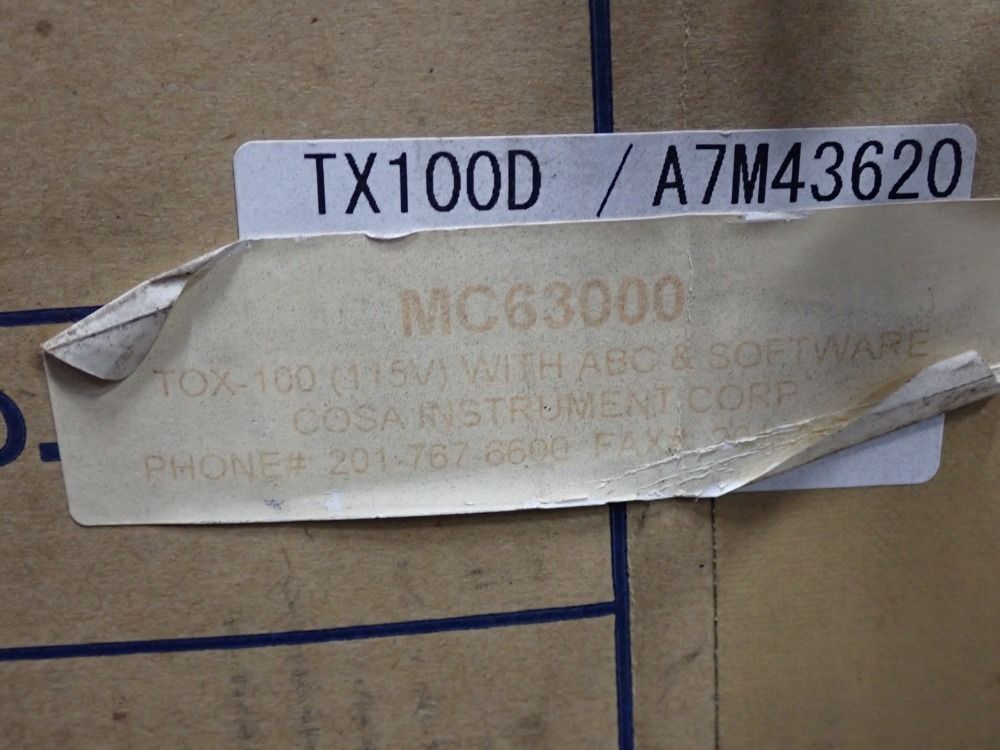 TX100D / A7M43620
MC63000
TOX-100 (115V) WITH ABC & SOFTWARE
COSA INSTRUMENT CORP
PHONE# 201-767-6600 FAX#